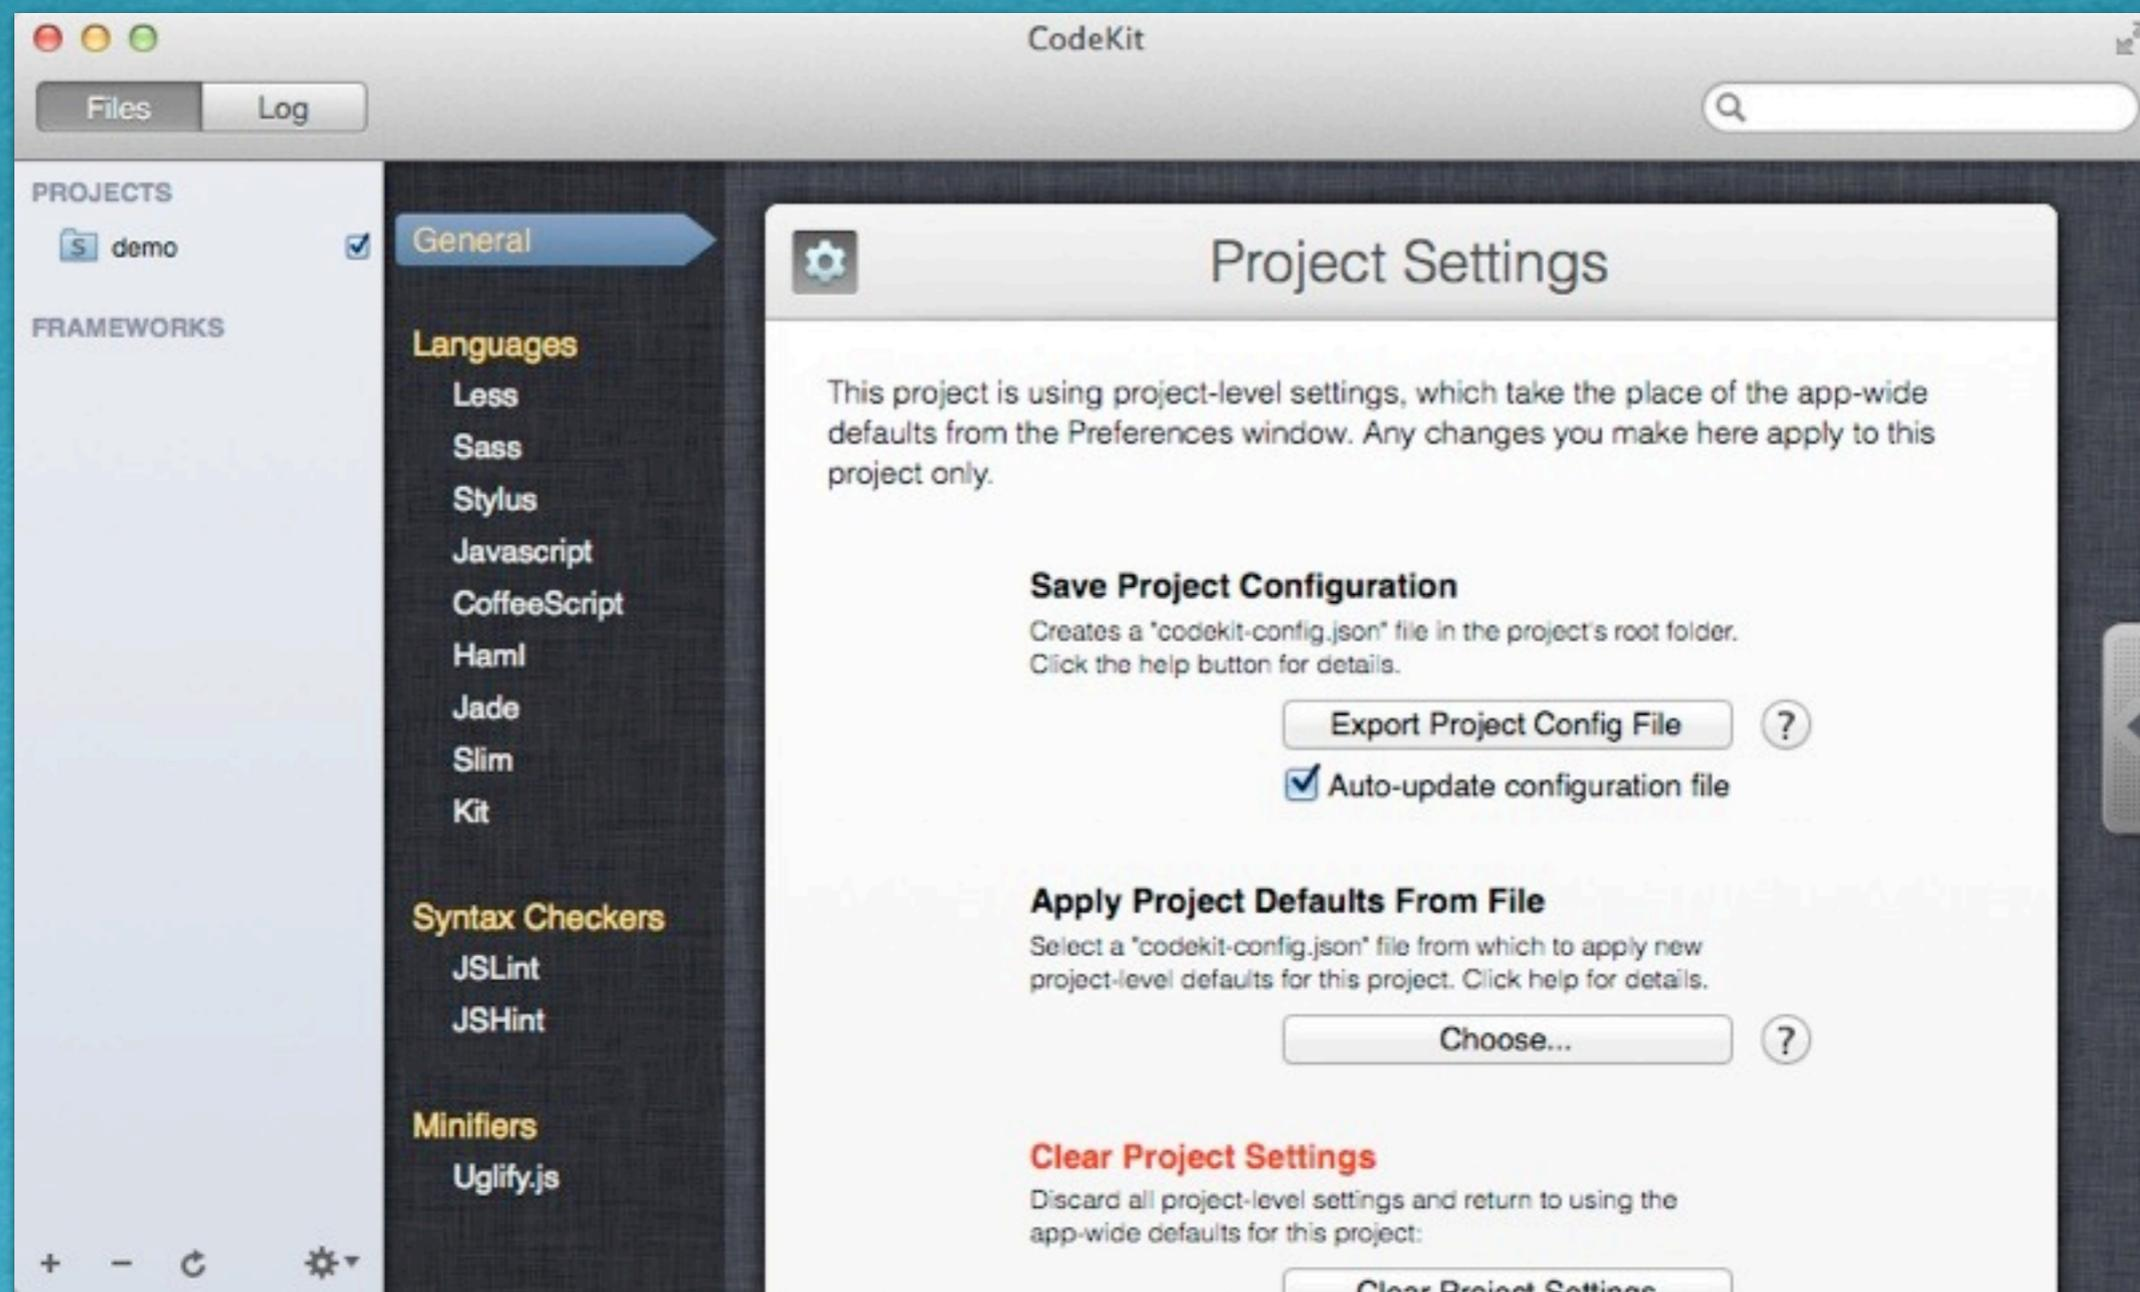 CodeKit
Files
Log
PROJECTS
S demo
FRAMEWORKS
General
Languages
Less
Sass
Stylus
Javascript
CoffeeScript
Haml
Jade
Slim
Kit
Syntax Checkers
JSLint
JSHint
Minifiers
Uglify.js
Project Settings
This project is using project-level settings, which take the place of the app-wide
defaults from the Preferences window. Any changes you make here apply to this
project only.
Save Project Configuration
Creates a "codekit-config.json" file in the project's root folder.
Click the help button for details.
Export Project Config File ?
Auto-update configuration file
Apply Project Defaults From File
Select a "codekit-config.json" file from which to apply new
project-level defaults for this project. Click help for details.
Choose... ?
Clear Project Settings
Discard all project-level settings and return to using the
app-wide defaults for this project:
Clear Project Settings